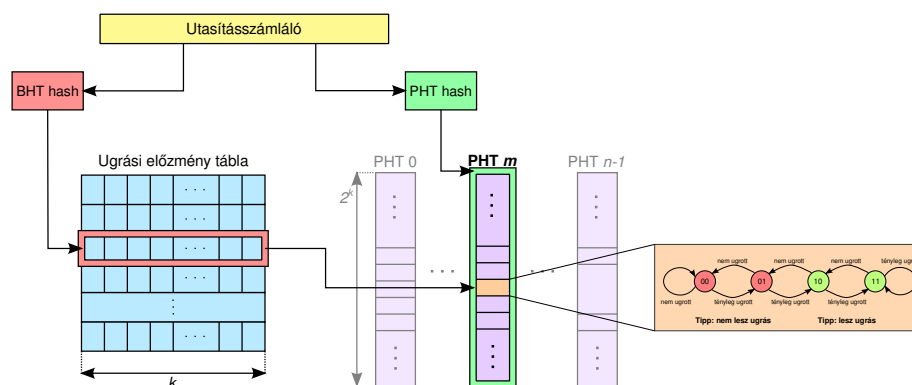 Utasításszámláló
BHT hash
PHT hash
Ugrási előzmény tábla
PHT 0
PHT m
PHT n-1
2^k
. . .
. . .
. . .
. . .
. . .
k
. . .
. . .
nem ugrott
nem ugrott
nem ugrott
tényleg ugrott
00
01
10
11
nem ugrott
tényleg ugrott
tényleg ugrott
tényleg ugrott
Tipp: nem lesz ugrás
Tipp: lesz ugrás